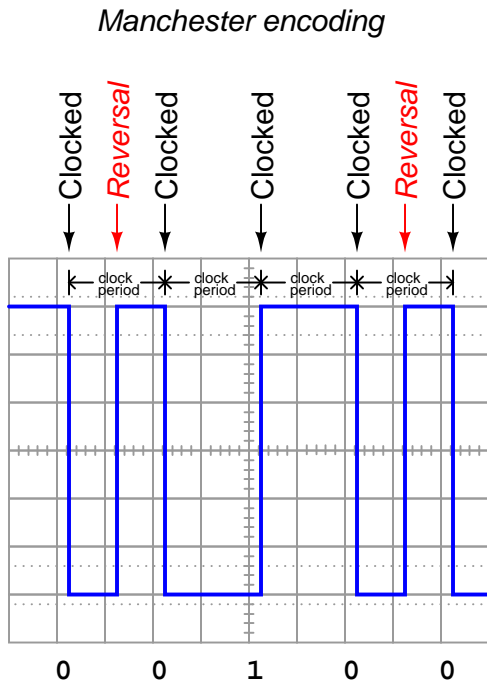 Manchester encoding
Clocked
Reversal
Clocked
Clocked
Clocked
Reversal
Clocked
clock
period
clock
period
clock
period
clock
period
0 0 1 0 0